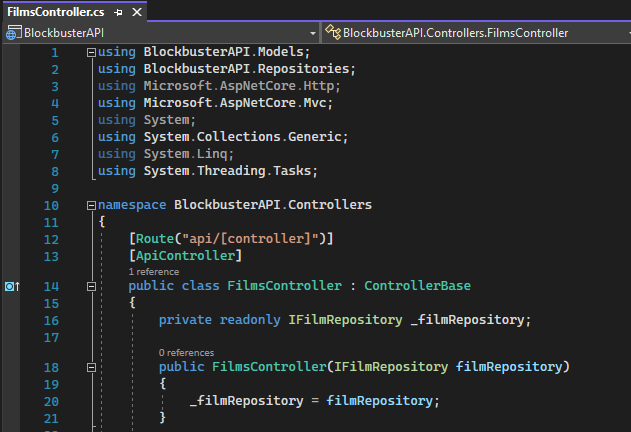 FilmsController.cs
BlockbusterAPI BlockbusterAPI.Controllers.FilmsController
1 using BlockbusterAPI.Models;
2 using BlockbusterAPI.Repositories;
3 using Microsoft.AspNetCore.Http;
4 using Microsoft.AspNetCore.Mvc;
5 using System;
6 using System.Collections.Generic;
7 using System.Linq;
8 using System.Threading.Tasks;
9
10 namespace BlockbusterAPI.Controllers
11 {
12 [Route("api/[controller]")]
13 [ApiController]
1 reference
14 public class FilmsController : ControllerBase
15 {
16 private readonly IFilmRepository _filmRepository;
17
0 references
18 public FilmsController(IFilmRepository filmRepository)
19 {
20 _filmRepository = filmRepository;
21 }